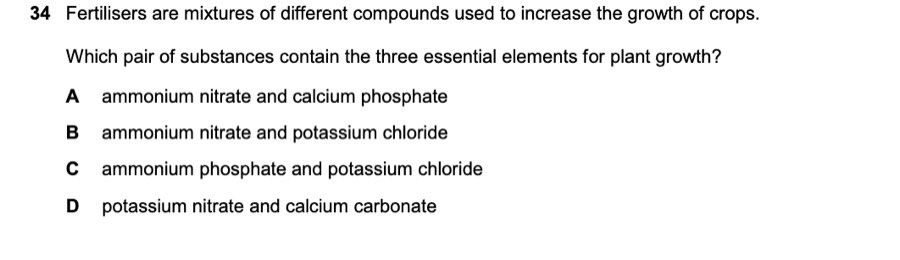 34 Fertilisers are mixtures of different compounds used to increase the growth of crops.
Which pair of substances contain the three essential elements for plant growth?
A ammonium nitrate and calcium phosphate
B ammonium nitrate and potassium chloride
C ammonium phosphate and potassium chloride
D potassium nitrate and calcium carbonate